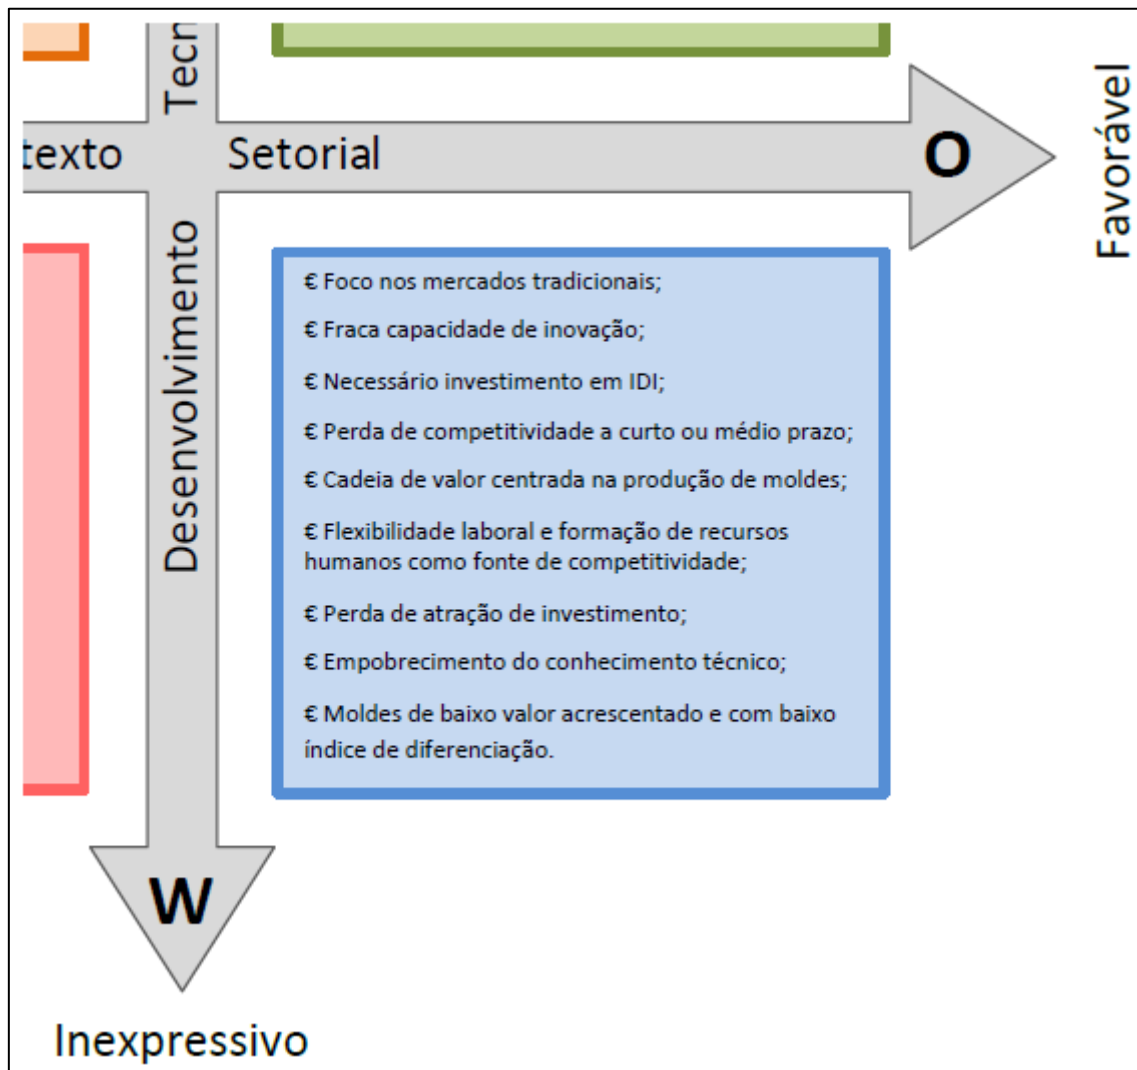 Tecn
texto Setorial
O
Favorável
Desenvolvimento
€ Foco nos mercados tradicionais;
€ Fraca capacidade de inovação;
€ Necessário investimento em IDI;
€ Perda de competitividade a curto ou médio prazo;
€ Cadeia de valor centrada na produção de moldes;
€ Flexibilidade laboral e formação de recursos
humanos como fonte de competitividade;
€ Perda de atração de investimento;
€ Empobrecimento do conhecimento técnico;
€ Moldes de baixo valor acrescentado e com baixo
índice de diferenciação.
W
Inexpressivo